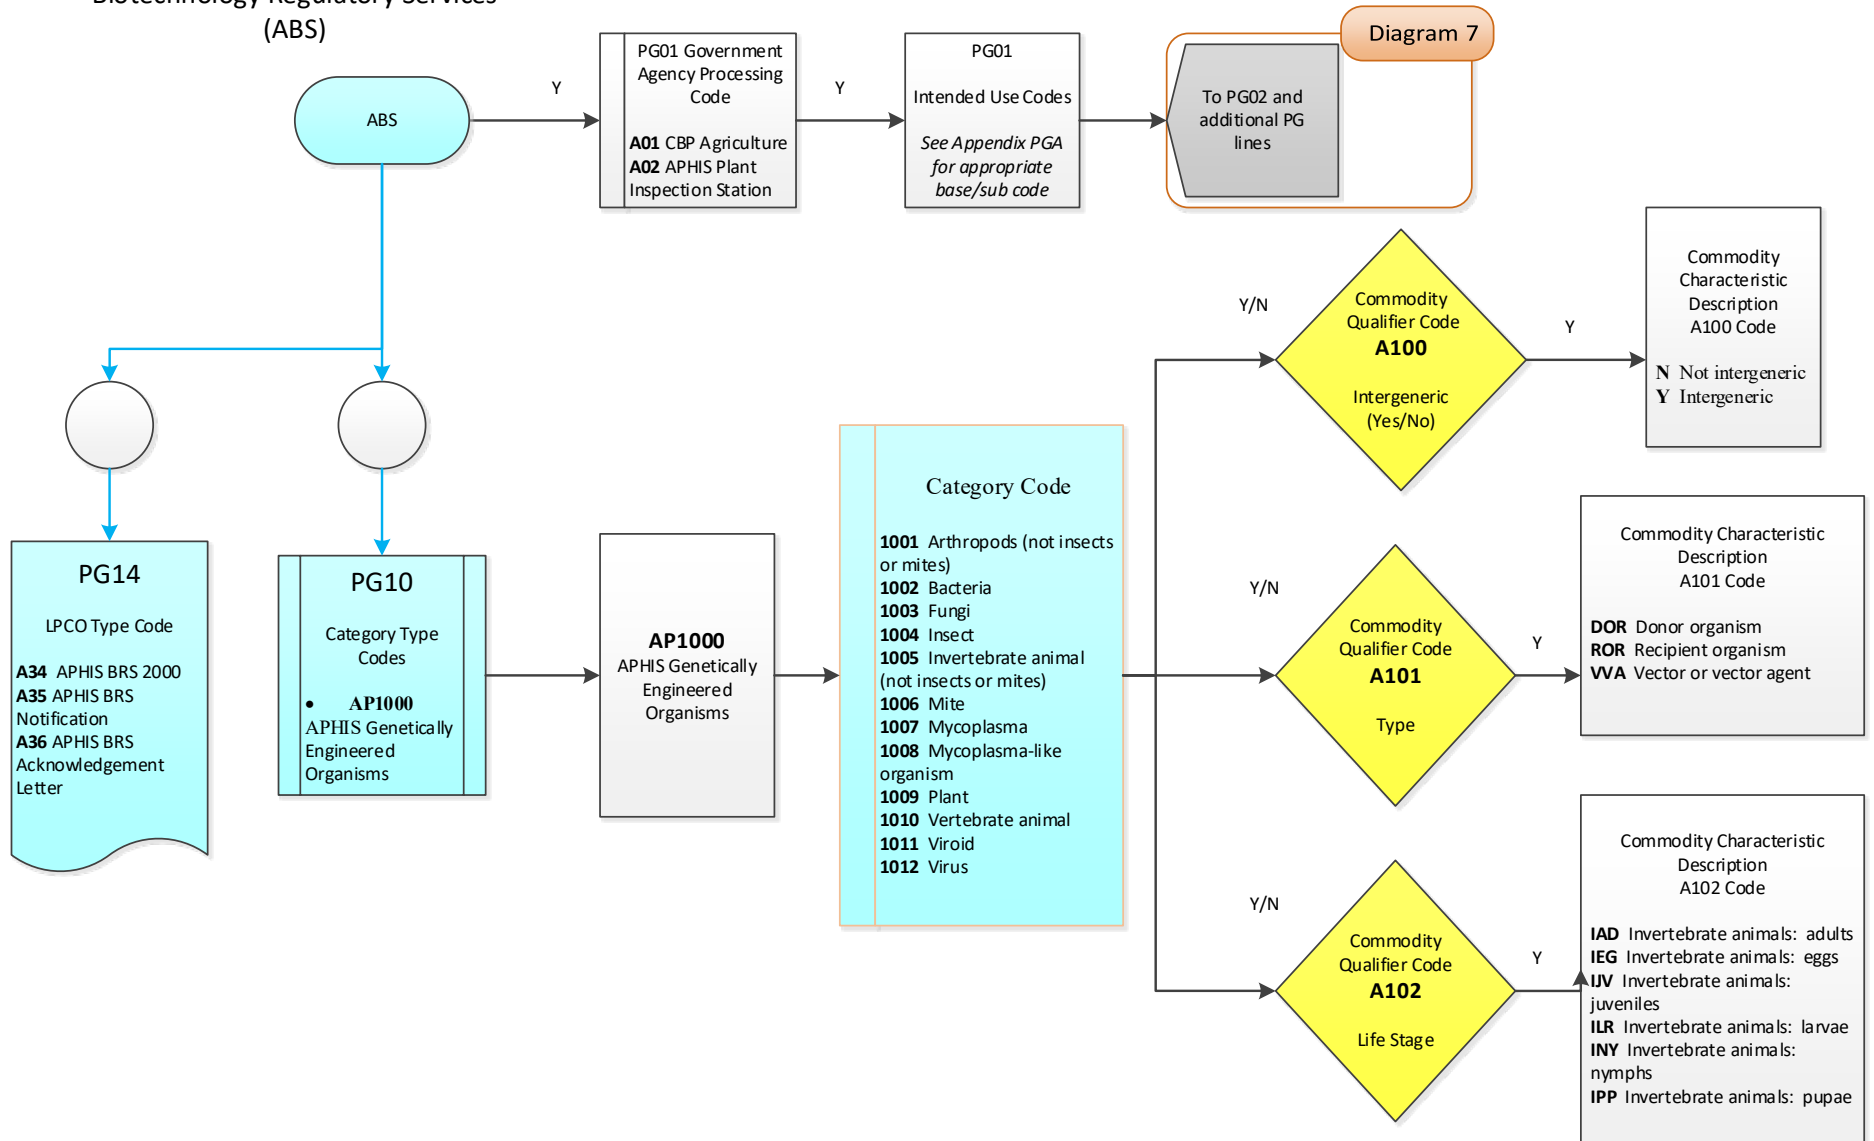 Biotechnology Regulatory Services
(ABS)
Diagram 7
ABS
Y
PG01 Government
Agency Processing
Code
A01 CBP Agriculture
A02 APHIS Plant
Inspection Station
Y
PG01
Intended Use Codes
See Appendix PGA
for appropriate
base/sub code
To PG02 and
additional PG
lines
PG14
LPCO Type Code
A34 APHIS BRS 2000
A35 APHIS BRS
Notification
A36 APHIS BRS
Acknowledgement
Letter
PG10
Category Type
Codes
• AP1000
APHIS Genetically
Engineered
Organisms
AP1000
APHIS Genetically
Engineered
Organisms
Category Code
1001 Arthropods (not insects
or mites)
1002 Bacteria
1003 Fungi
1004 Insect
1005 Invertebrate animal
(not insects or mites)
1006 Mite
1007 Mycoplasma
1008 Mycoplasma-like
organism
1009 Plant
1010 Vertebrate animal
1011 Viroid
1012 Virus
Y/N
Commodity
Qualifier Code
A100
Intergeneric
(Yes/No)
Y
Commodity
Characteristic
Description
A100 Code
N Not intergeneric
Y Intergeneric
Y/N
Commodity
Qualifier Code
A101
Type
Y
Commodity Characteristic
Description
A101 Code
DOR Donor organism
ROR Recipient organism
VVA Vector or vector agent
Y/N
Commodity
Qualifier Code
A102
Life Stage
Y
Commodity Characteristic
Description
A102 Code
IAD Invertebrate animals: adults
IEG Invertebrate animals: eggs
IJV Invertebrate animals:
juveniles
ILR Invertebrate animals: larvae
INY Invertebrate animals:
nymphs
IPP Invertebrate animals: pupae